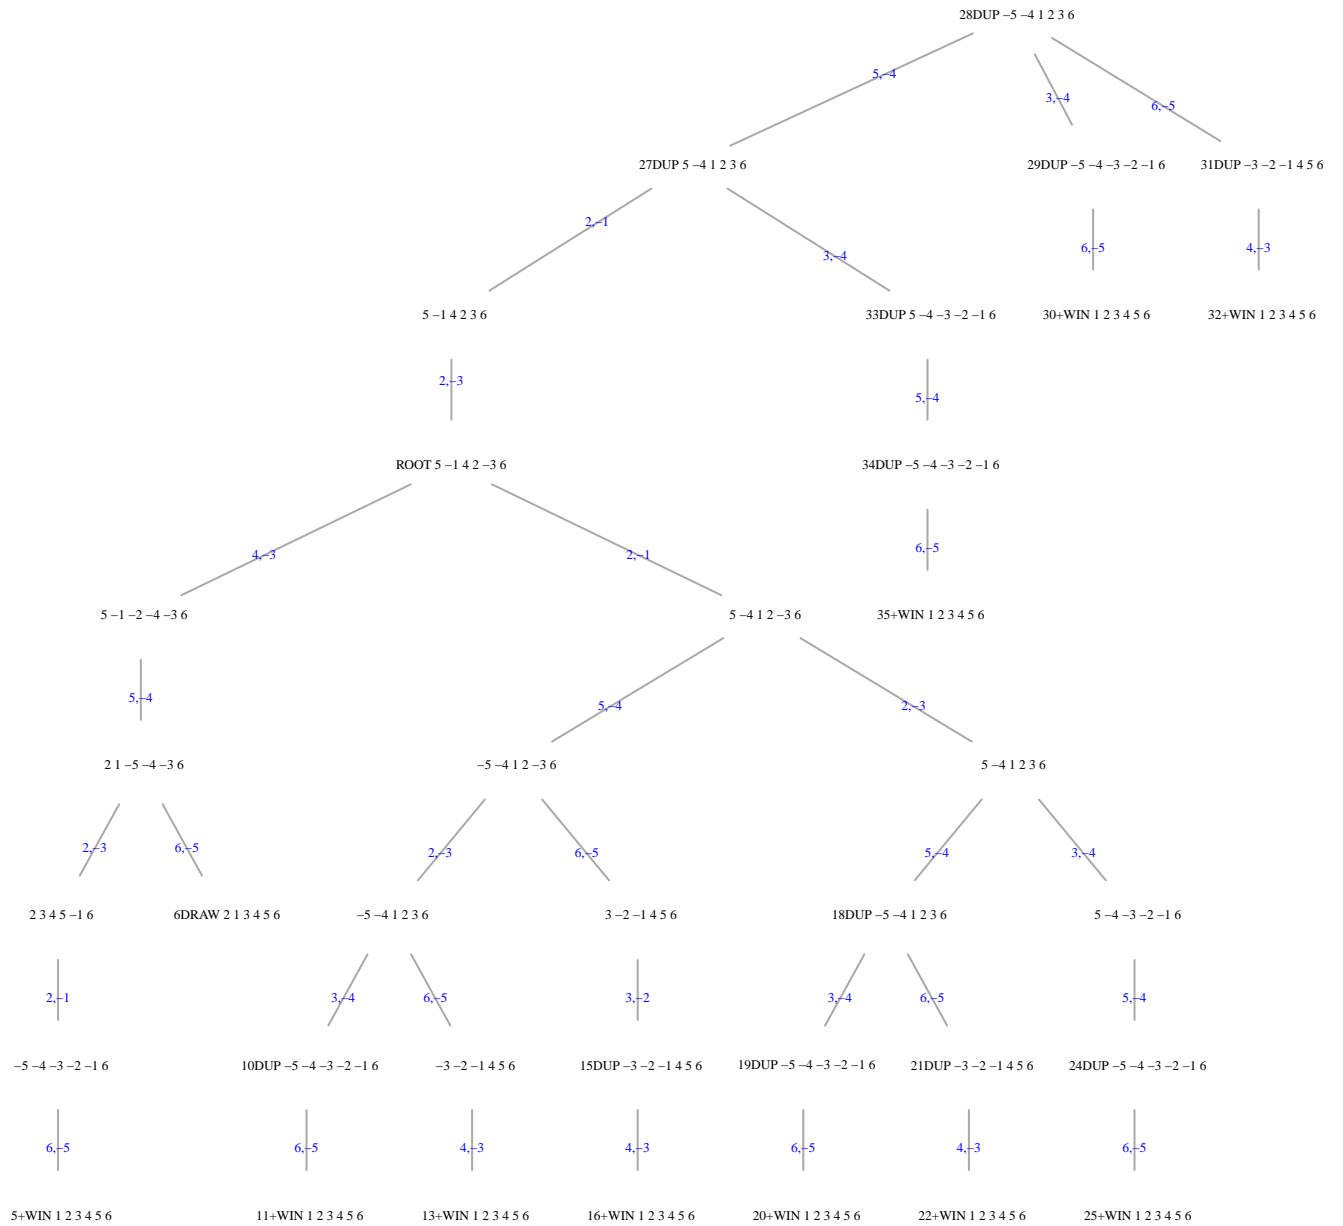 28DUP −5 −4 1 2 3 6
5,−4
3,−4
6,−5
27DUP 5 −4 1 2 3 6
29DUP −5 −4 −3 −2 −1 6
31DUP −3 −2 −1 4 5 6
2,−1
3,−4
6,−5
4,−3
5 −1 4 2 3 6
33DUP 5 −4 −3 −2 −1 6
30+WIN 1 2 3 4 5 6
32+WIN 1 2 3 4 5 6
2,−3
5,−4
ROOT 5 −1 4 2 −3 6
34DUP −5 −4 −3 −2 −1 6
4,−3
2,−1
6,−5
5 −1 −2 −4 −3 6
5 −4 1 2 −3 6
35+WIN 1 2 3 4 5 6
5,−4
5,−4
2,−3
2 1 −5 −4 −3 6
−5 −4 1 2 −3 6
5 −4 1 2 3 6
2,−3
6,−5
2,−3
6,−5
5,−4
3,−4
2 3 4 5 −1 6
6DRAW 2 1 3 4 5 6
−5 −4 1 2 3 6
3 −2 −1 4 5 6
18DUP −5 −4 1 2 3 6
5 −4 −3 −2 −1 6
2,−1
3,−4
6,−5
3,−2
3,−4
6,−5
5,−4
−5 −4 −3 −2 −1 6
10DUP −5 −4 −3 −2 −1 6
−3 −2 −1 4 5 6
15DUP −3 −2 −1 4 5 6
19DUP −5 −4 −3 −2 −1 6
21DUP −3 −2 −1 4 5 6
24DUP −5 −4 −3 −2 −1 6
6,−5
6,−5
4,−3
4,−3
6,−5
4,−3
6,−5
5+WIN 1 2 3 4 5 6
11+WIN 1 2 3 4 5 6
13+WIN 1 2 3 4 5 6
16+WIN 1 2 3 4 5 6
20+WIN 1 2 3 4 5 6
22+WIN 1 2 3 4 5 6
25+WIN 1 2 3 4 5 6